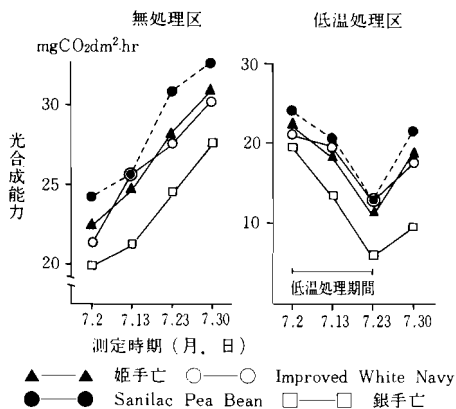 無処理区
低温処理区
mgCO₂dm²·hr
光合成能力
30
25
20
30
20
10
低温処理期間
7.2 7.13 7.23 7.30
7.2 7.13 7.23 7.30
測定時期(月.日)
姫手亡 Improved White Navy
Sanilac Pea Bean 銀手亡